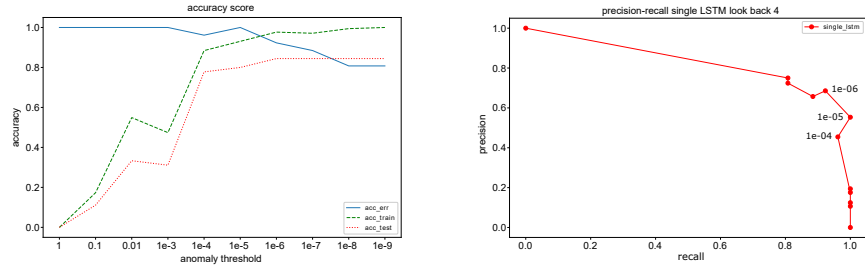 accuracy score
accuracy
1.0
0.8
0.6
0.4
0.2
0.0
1 0.1 0.01 1e-3 1e-4 1e-5 1e-6 1e-7 1e-8 1e-9
anomaly threshold
acc_err
acc_train
acc_test
precision-recall single LSTM look back 4
precision
1.0
0.8
0.6
0.4
0.2
0.0
0.0 0.2 0.4 0.6 0.8 1.0
recall
single_lstm
1e-06
1e-05
1e-04